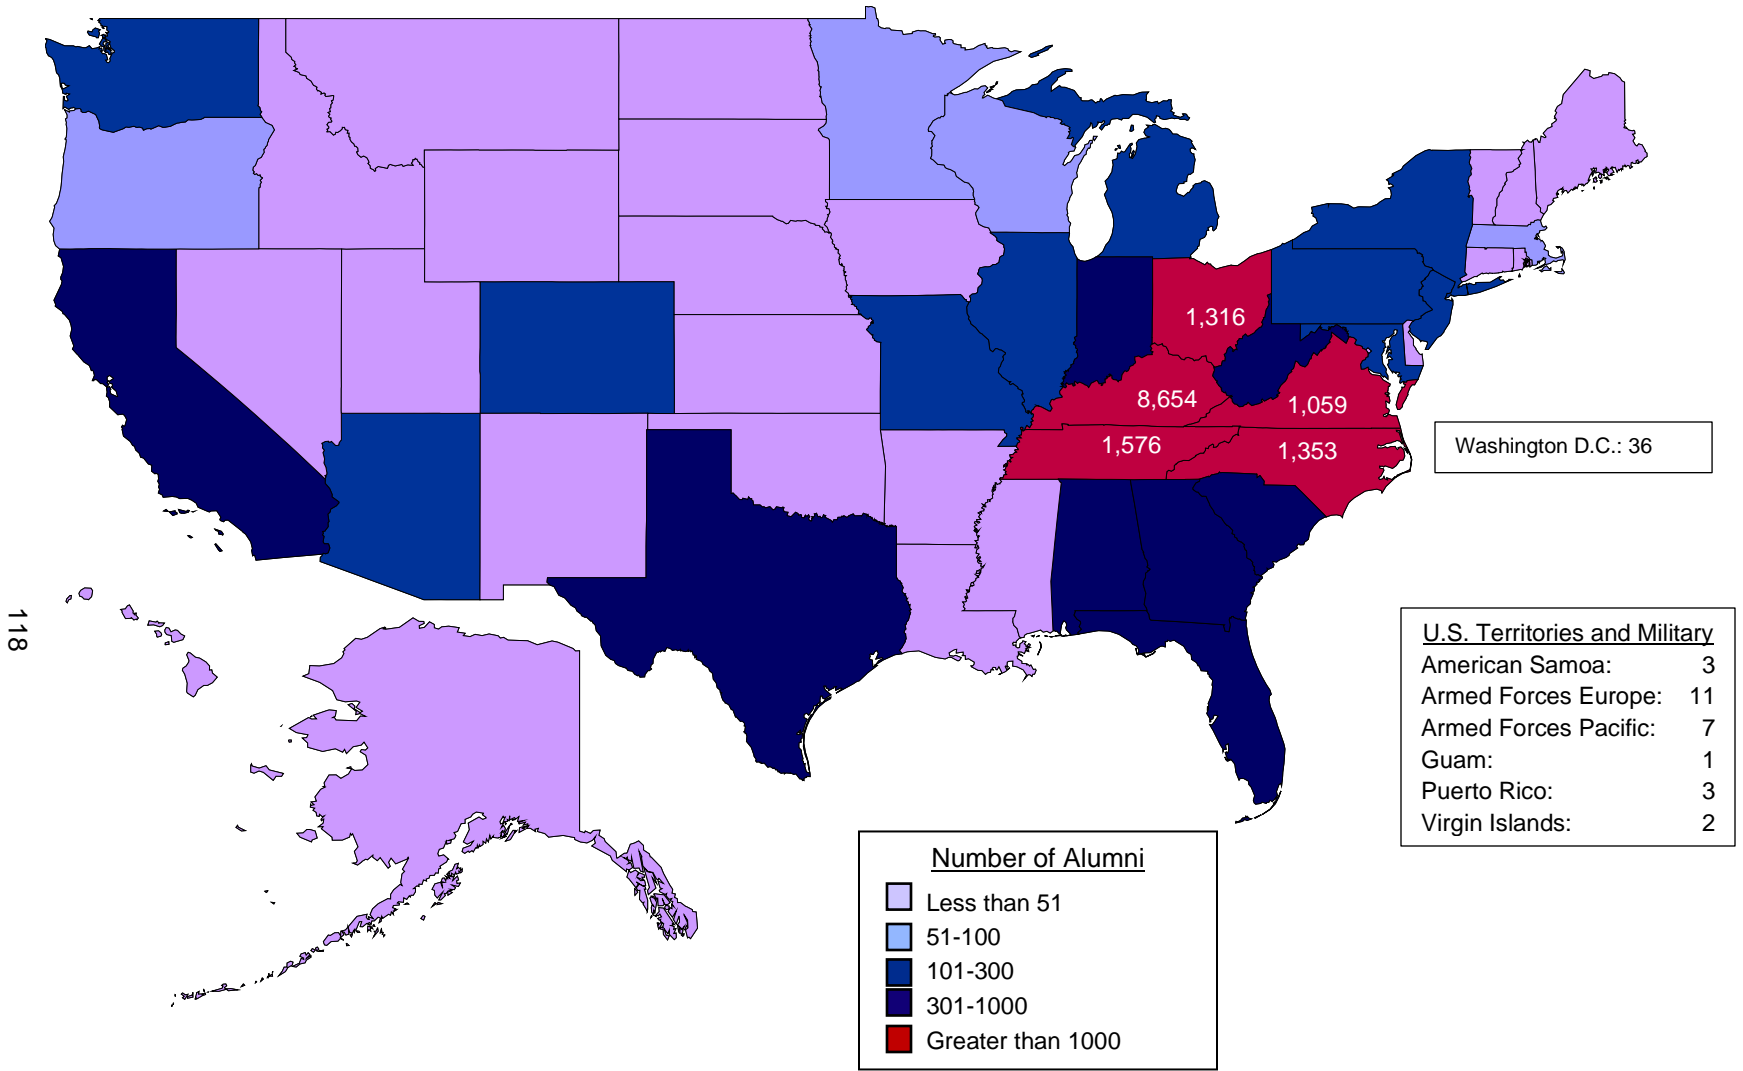 1,316
8,654
1,059
1,576
1,353
Washington D.C.: 36
118
U.S. Territories and Military
American Samoa: 3
Armed Forces Europe: 11
Armed Forces Pacific: 7
Guam: 1
Puerto Rico: 3
Virgin Islands: 2
Number of Alumni
Less than 51
51-100
101-300
301-1000
Greater than 1000